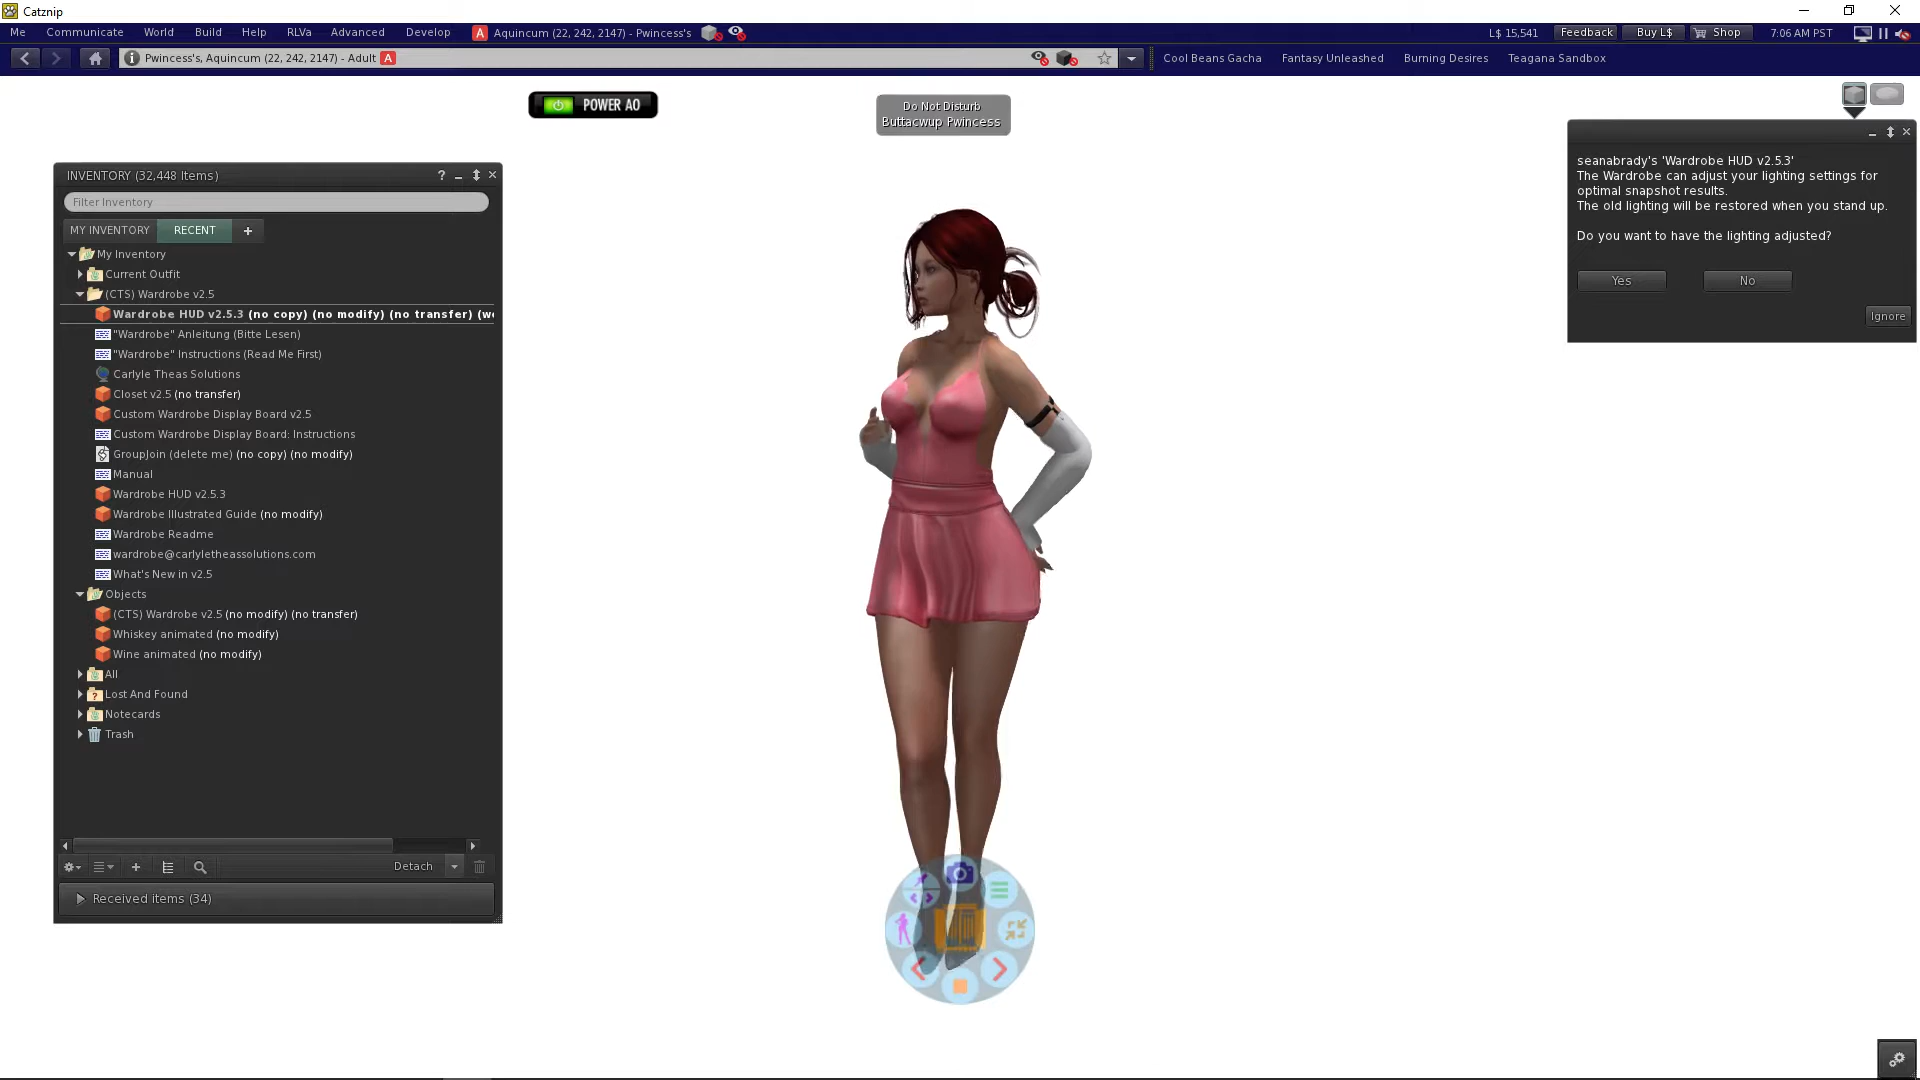 Catznip
Me Communicate World Build Help RLVa Advanced Develop A Aquincum (22, 242, 2147) - Pwincess's L$ 15,541 Feedback Buy L$ Shop 7:06 AM PST
Pwincess's, Aquincum (22, 242, 2147) - Adult A Cool Beans Gacha Fantasy Unleashed Burning Desires Teagana Sandbox
POWER AO
Do Not Disturb
Buttacwup Pwincess
INVENTORY (32,448 Items) ?
Filter Inventory
MY INVENTORY RECENT +
My Inventory
Current Outfit
(CTS) Wardrobe v2.5
Wardrobe HUD v2.5.3 (no copy) (no modify) (no transfer) (w
"Wardrobe" Anleitung (Bitte Lesen)
"Wardrobe" Instructions (Read Me First)
Carlyle Theas Solutions
Closet v2.5 (no transfer)
Custom Wardrobe Display Board v2.5
Custom Wardrobe Display Board: Instructions
GroupJoin (delete me) (no copy) (no modify)
Manual
Wardrobe HUD v2.5.3
Wardrobe Illustrated Guide (no modify)
Wardrobe Readme
wardrobe@carlyletheassolutions.com
What's New in v2.5
Objects
(CTS) Wardrobe v2.5 (no modify) (no transfer)
Whiskey animated (no modify)
Wine animated (no modify)
All
Lost And Found
Notecards
Trash
Detach
Received items (34)
seanabrady's 'Wardrobe HUD v2.5.3'
The Wardrobe can adjust your lighting settings for
optimal snapshot results.
The old lighting will be restored when you stand up.
Do you want to have the lighting adjusted?
Yes No
Ignore